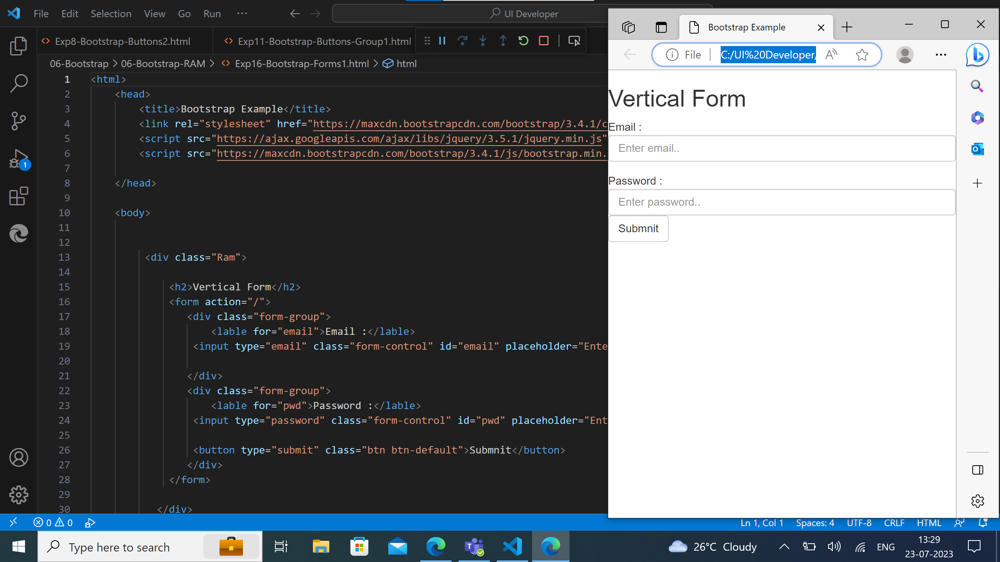 File Edit Selection View Go Run ···
UI Developer
Exp8-Bootstrap-Buttons2.html
Exp11-Bootstrap-Buttons-Group1.html
06-Bootstrap > 06-Bootstrap-RAM > Exp16-Bootstrap-Forms1.html > html
1 <html>
2 <head>
3 <title>Bootstrap Example</title>
4 <link rel="stylesheet" href="https://maxcdn.bootstrapcdn.com/bootstrap/3.4.1/c
5 <script src="https://ajax.googleapis.com/ajax/libs/jquery/3.5.1/jquery.min.js"
6 <script src="https://maxcdn.bootstrapcdn.com/bootstrap/3.4.1/js/bootstrap.min.
7
8 </head>
9
10 <body>
11
12
13 <div class="Ram">
14
15 <h2>Vertical Form</h2>
16 <form action="/">
17 <div class="form-group">
18 <lable for="email">Email :</lable>
19 <input type="email" class="form-control" id="email" placeholder="Ente
20
21 </div>
22 <div class="form-group">
23 <lable for="pwd">Password :</lable>
24 <input type="password" class="form-control" id="pwd" placeholder="Ent
25
26 <button type="submit" class="btn btn-default">Submnit</button>
27 </div>
28 </form>
29
30 </div>
1
Bootstrap Example
File C:/UI%20Developer/
Vertical Form
Email :
Enter email..
Password :
Enter password..
Submnit
0 0
Ln 1, Col 1 Spaces: 4 UTF-8 CRLF HTML
Type here to search
26°C Cloudy
ENG
13:29
23-07-2023